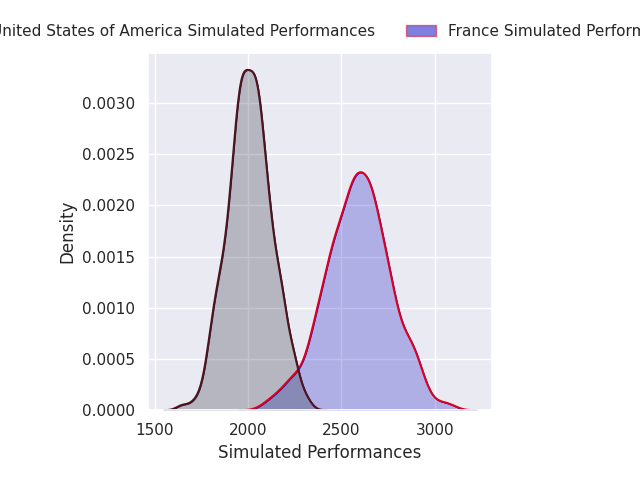 United States of America Simulated Performances
France Simulated Perforn
0.0030
0.0025
0.0020
0.0015
0.0010
0.0005
0.0000
Density
1500 2000 2500 3000
Simulated Performances